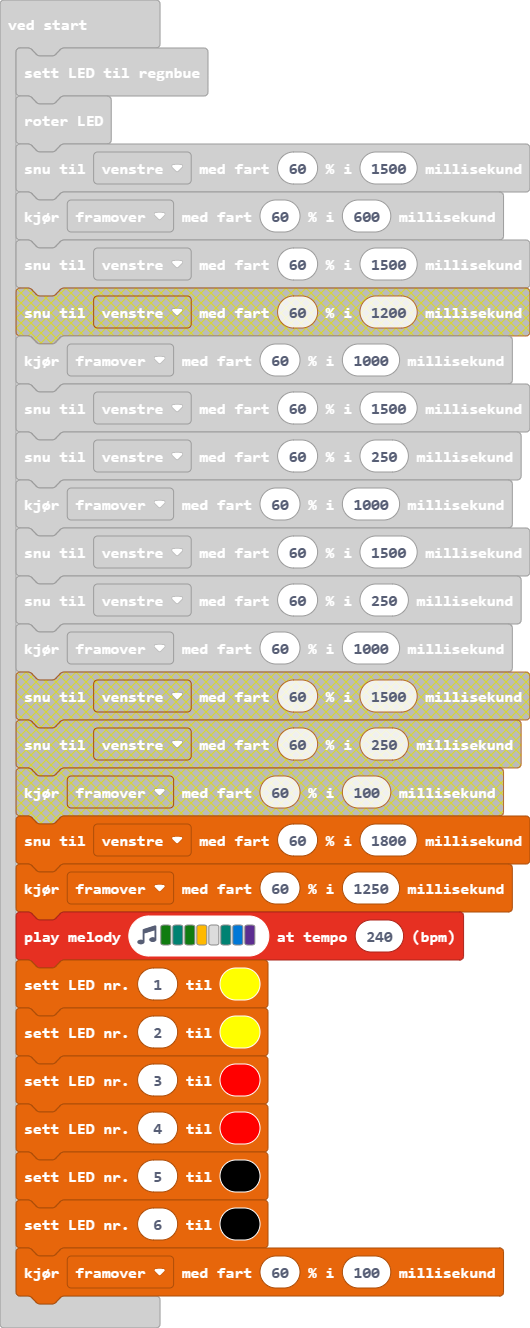 ved start
sett LED til regnbue
roter LED
snu til venstre med fart 60 % i 1500 millisekund
kjør framover med fart 60 % i 600 millisekund
snu til venstre med fart 60 % i 1500 millisekund
snu til venstre med fart 60 % i 1200 millisekund
kjør framover med fart 60 % i 1000 millisekund
snu til venstre med fart 60 % i 1500 millisekund
snu til venstre med fart 60 % i 250 millisekund
kjør framover med fart 60 % i 1000 millisekund
snu til venstre med fart 60 % i 1500 millisekund
snu til venstre med fart 60 % i 250 millisekund
kjør framover med fart 60 % i 1000 millisekund
snu til venstre med fart 60 % i 1500 millisekund
snu til venstre med fart 60 % i 250 millisekund
kjør framover med fart 60 % i 100 millisekund
snu til venstre med fart 60 % i 1800 millisekund
kjør framover med fart 60 % i 1250 millisekund
play melody at tempo 240 (bpm)
sett LED nr. 1 til
sett LED nr. 2 til
sett LED nr. 3 til
sett LED nr. 4 til
sett LED nr. 5 til
sett LED nr. 6 til
kjør framover med fart 60 % i 100 millisekund